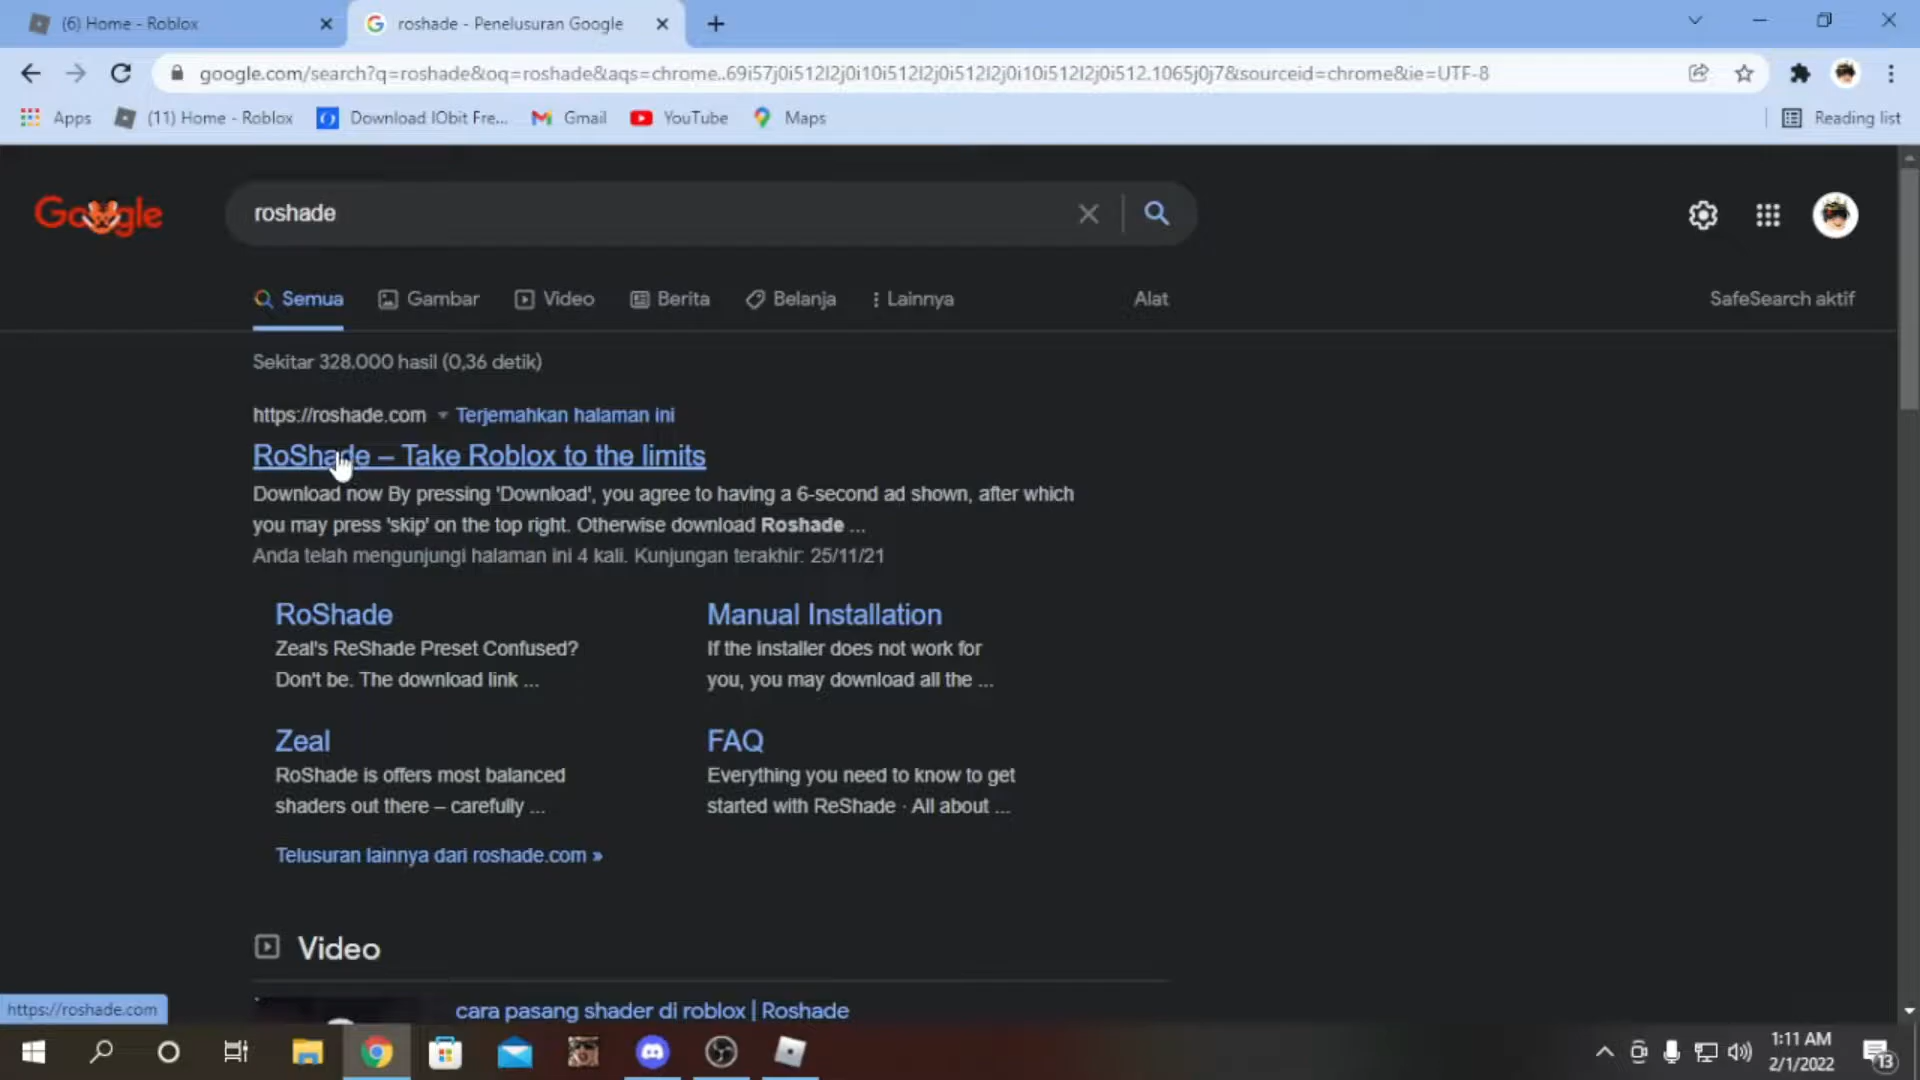 (6) Home - Roblox
roshade - Penelusuran Google
google.com/search?q=roshade&oq=roshade&aqs=chrome..69i57j0i512l2j0i10i512l2j0i512l2j0i10i512l2j0i512.1065j0j7&sourceid=chrome&ie=UTF-8
Apps
(11) Home - Roblox
Download IObit Fre...
Gmail
YouTube
Maps
Reading list
Google
roshade
Semua
Gambar
Video
Berita
Belanja
Lainnya
Alat
SafeSearch aktif
Sekitar 328.000 hasil (0,36 detik)
https://roshade.com
Terjemahkan halaman ini
RoShade – Take Roblox to the limits
Download now By pressing 'Download', you agree to having a 6-second ad shown, after which
you may press 'skip' on the top right. Otherwise download Roshade ...
Anda telah mengunjungi halaman ini 4 kali. Kunjungan terakhir: 25/11/21
RoShade
Zeal's ReShade Preset Confused?
Don't be. The download link ...
Manual Installation
If the installer does not work for
you, you may download all the ...
Zeal
RoShade is offers most balanced
shaders out there – carefully ...
FAQ
Everything you need to know to get
started with ReShade · All about ...
Telusuran lainnya dari roshade.com »
Video
cara pasang shader di roblox | Roshade
https://roshade.com
1:11 AM
2/1/2022
13